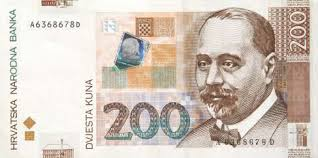 HRVATSKA NARODNA BANKA
A6368678D
200
DVJESTA KUNA
200
A6368678D